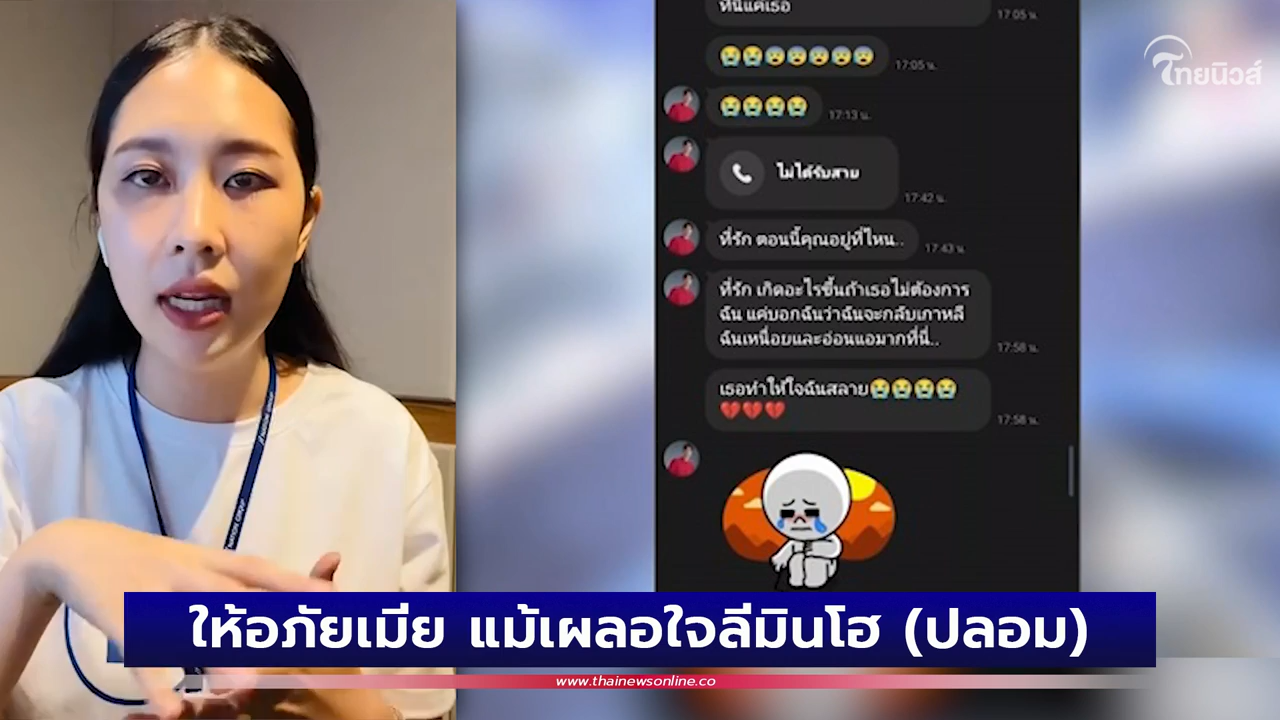 ที่นี่แค่เธอ
17:05 น.
17:05 น.
17:13 น.
ไม่ได้รับสาย
17:42 น.
ที่รัก ตอนนี้คุณอยู่ที่ไหน..
17:43 น.
ที่รัก เกิดอะไรขึ้นถ้าเธอไม่ต้องการ
ฉัน แค่บอกฉันว่าฉันจะกลับเกาหลี
ฉันเหนื่อยและอ่อนแอมากที่นี่..
17:58 น.
เธอทำให้ใจฉันสลาย😭😭😭😭
💔💔💔
17:58 น.
ไทยนิวส์
NATION GROUP
ให้อภัยเมีย แม้เผลอใจลีมินโฮ (ปลอม)
www.thainewsonline.co